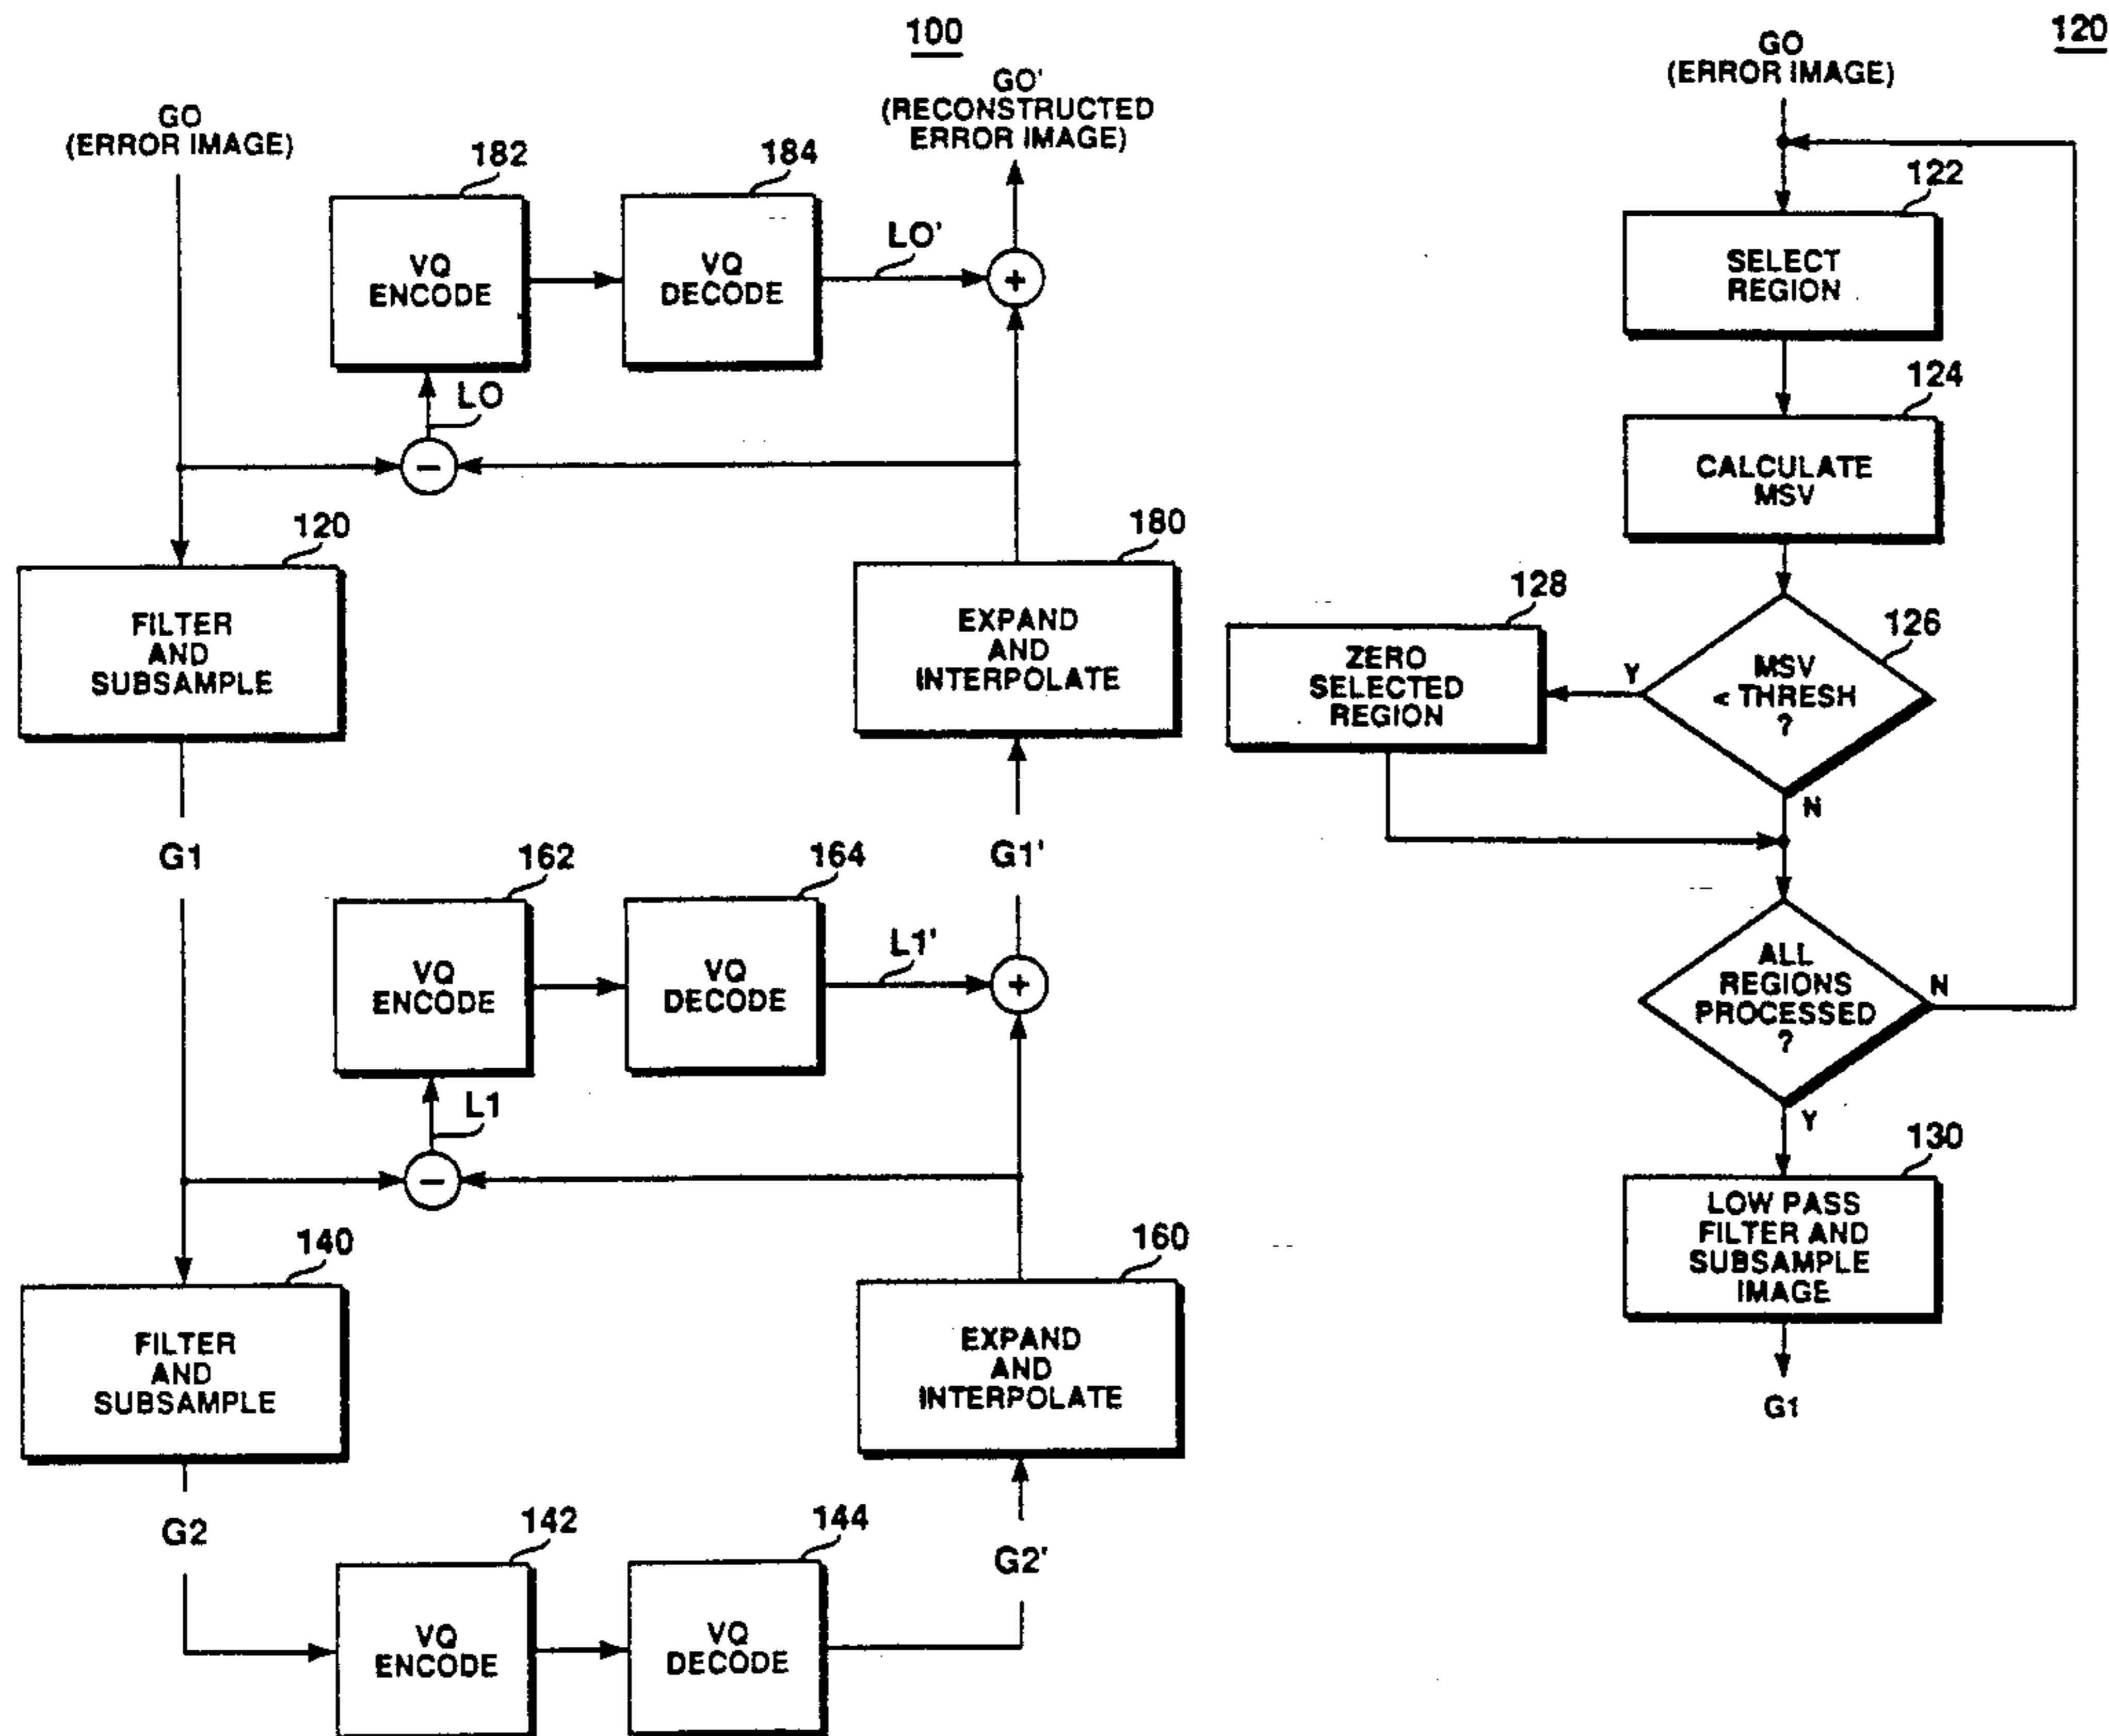 100
GO
(ERROR IMAGE)
GO'
(RECONSTRUCTED
ERROR IMAGE)
182
VQ
ENCODE
184
VQ
DECODE
LO'
+
LO
−
120
FILTER
AND
SUBSAMPLE
180
EXPAND
AND
INTERPOLATE
G1
G1'
162
VQ
ENCODE
164
VQ
DECODE
L1'
+
L1
−
140
FILTER
AND
SUBSAMPLE
160
EXPAND
AND
INTERPOLATE
G2
G2'
142
VQ
ENCODE
144
VQ
DECODE
120
GO
(ERROR IMAGE)
122
SELECT
REGION
124
CALCULATE
MSV
126
MSV
< THRESH
?
Y
N
128
ZERO
SELECTED
REGION
ALL
REGIONS
PROCESSED
?
N
Y
130
LOW PASS
FILTER AND
SUBSAMPLE
IMAGE
G1